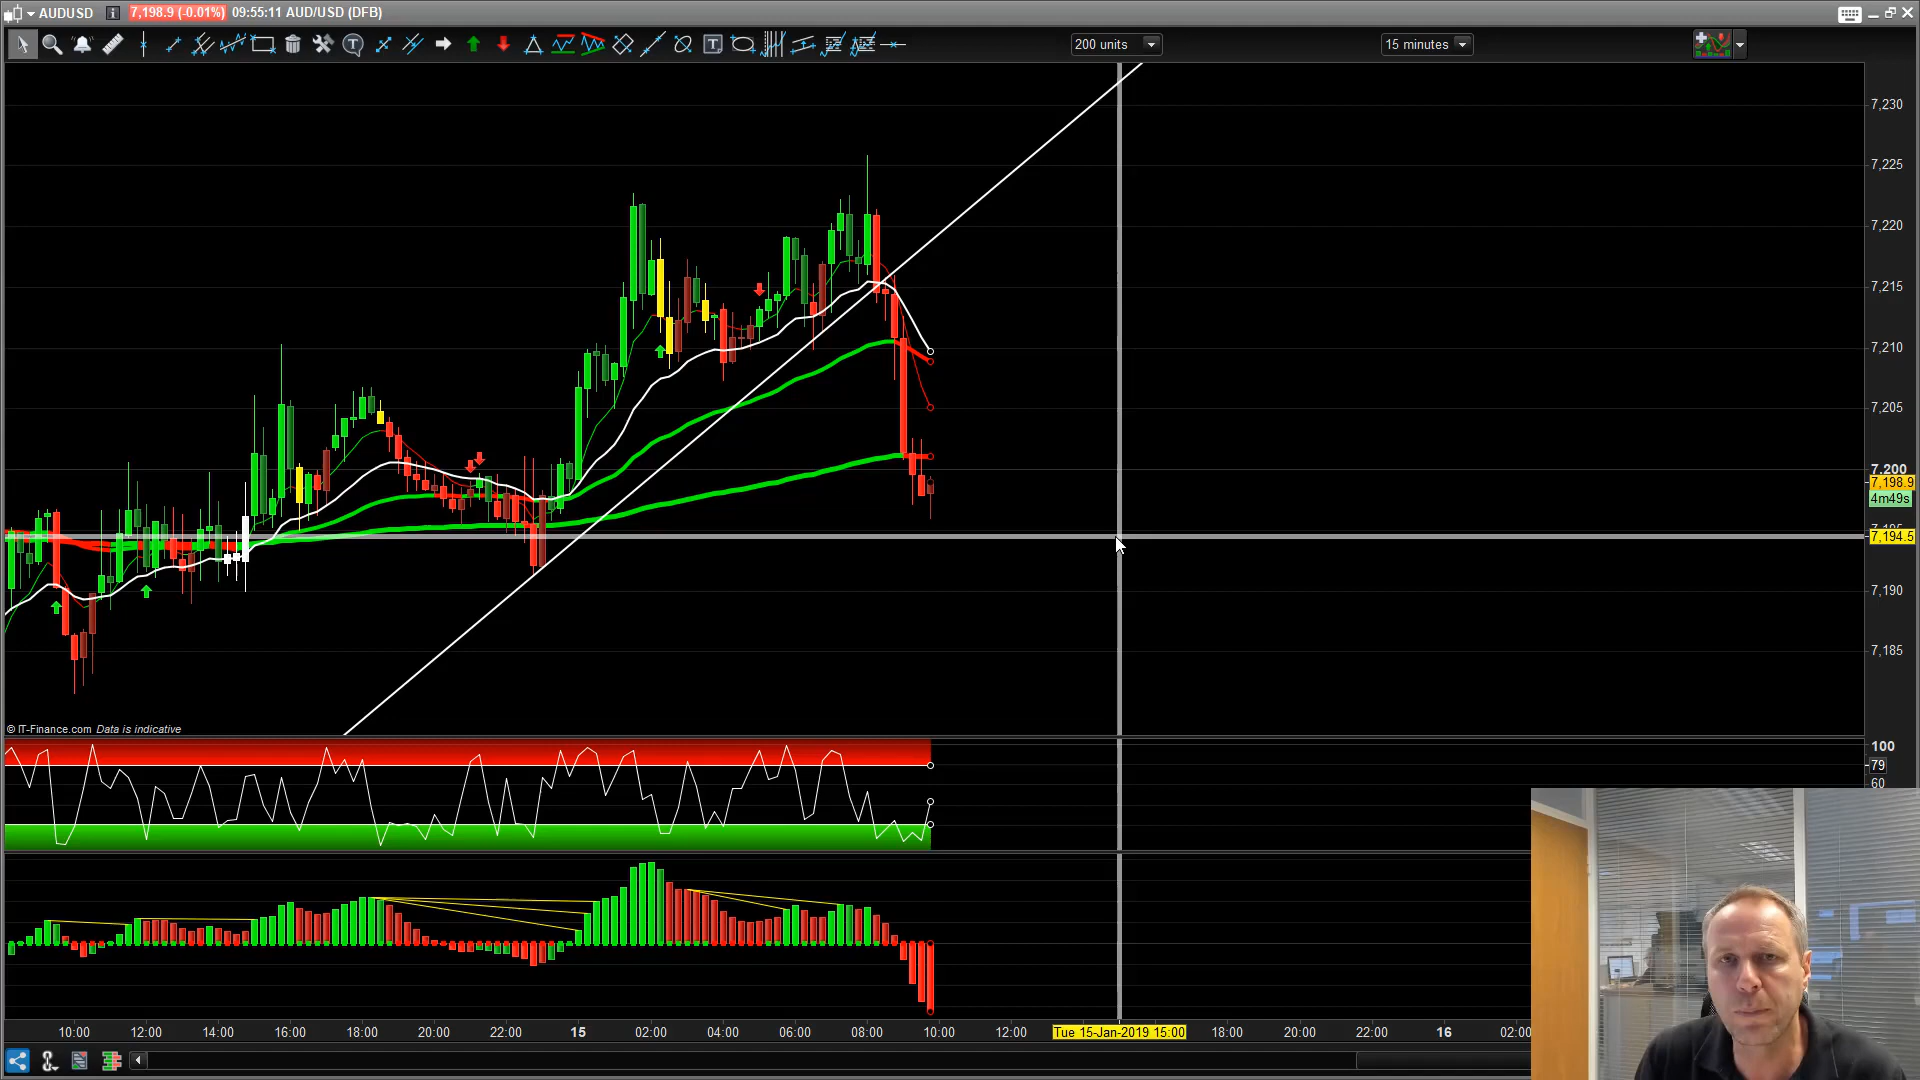 AUDUSD 7,198.9 (-0.01%) 09:55:11 AUD/USD (DFB)
200 units
15 minutes
7,230
7,225
7,220
7,215
7,210
7,205
7,200
7,198.9
4m49s
7,194.5
7,190
7,185
© IT-Finance.com Data is indicative
100
79
60
10:00 12:00 14:00 16:00 18:00 20:00 22:00 15 02:00 04:00 06:00 08:00 10:00 12:00 Tue 15-Jan-2019 15:00 18:00 20:00 22:00 16 02:00